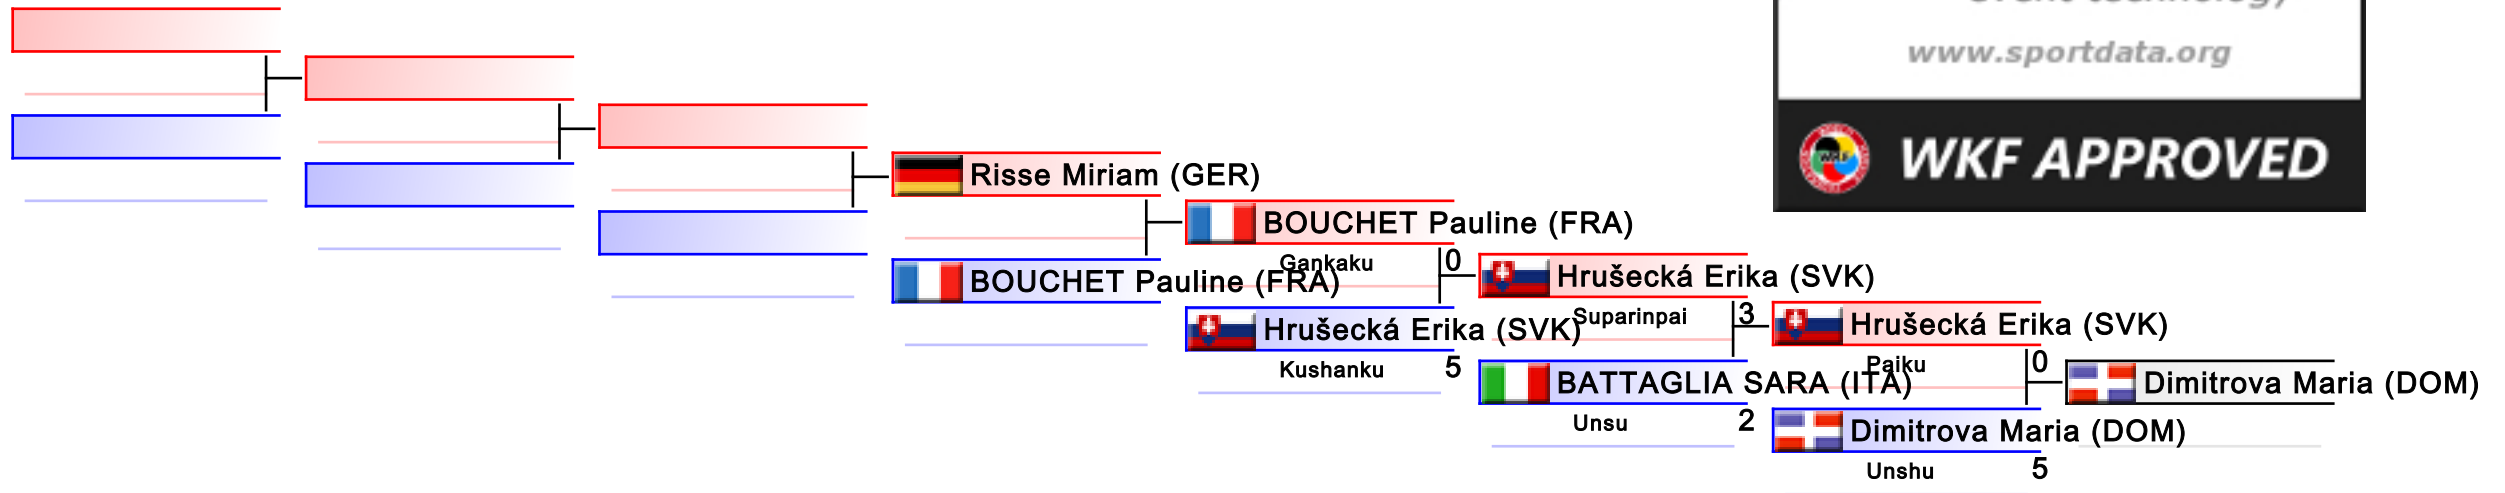 event technology
www.sportdata.org
WKF APPROVED
Risse Miriam (GER)
BOUCHET Pauline (FRA)
BOUCHET Pauline (FRA)
Gankaku
0
Hrušecká Erika (SVK)
Hrušecká Erika (SVK)
Kushanku
5
Suparinpai
3
BATTAGLIA SARA (ITA)
Unsu
2
Hrušecká Erika (SVK)
Paiku
0
Dimitrova Maria (DOM)
Unshu
5
Dimitrova Maria (DOM)